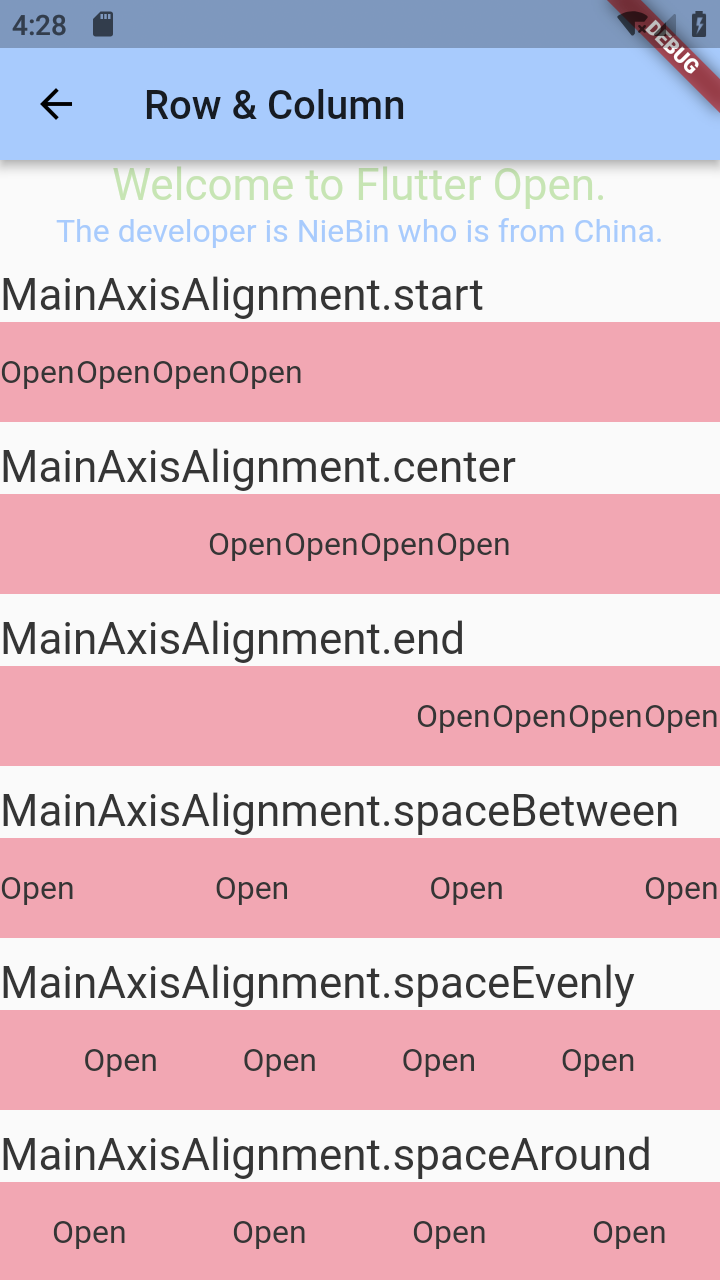 4:28
DEBUG
Row & Column
Welcome to Flutter Open.
The developer is NieBin who is from China.
MainAxisAlignment.start
OpenOpenOpenOpen
MainAxisAlignment.center
OpenOpenOpenOpen
MainAxisAlignment.end
OpenOpenOpenOpen
MainAxisAlignment.spaceBetween
Open Open Open Open
MainAxisAlignment.spaceEvenly
Open Open Open Open
MainAxisAlignment.spaceAround
Open Open Open Open